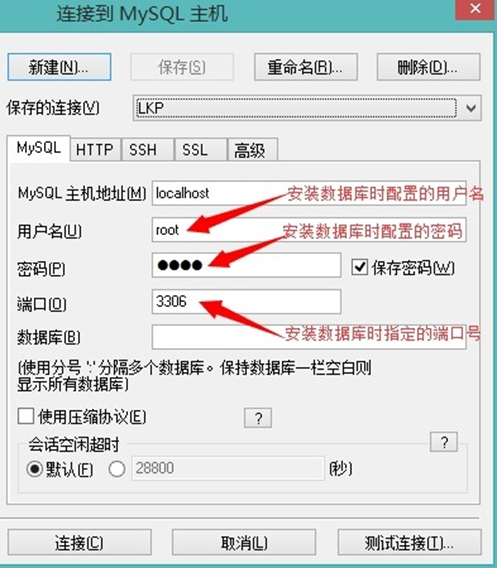 连接到 MySQL 主机
新建(N)... 保存(S) 重命名(R)... 删除(D)...
保存的连接(V) LKP
MySQL HTTP SSH SSL 高级
MySQL 主机地址(M) localhost 安装数据库时配置的用户名
用户名(U) root
安装数据库时配置的密码
密码(P) ●●●● 保存密码(W)
端口(O) 3306
数据库(B) 安装数据库时指定的端口号
(使用分号 ';'分隔多个数据库。保持数据库一栏空白则
显示所有数据库)
使用压缩协议(E) ?
会话空闲超时 ?
默认(F) 28800 (秒)
连接(C) 取消(L) 测试连接(T)...